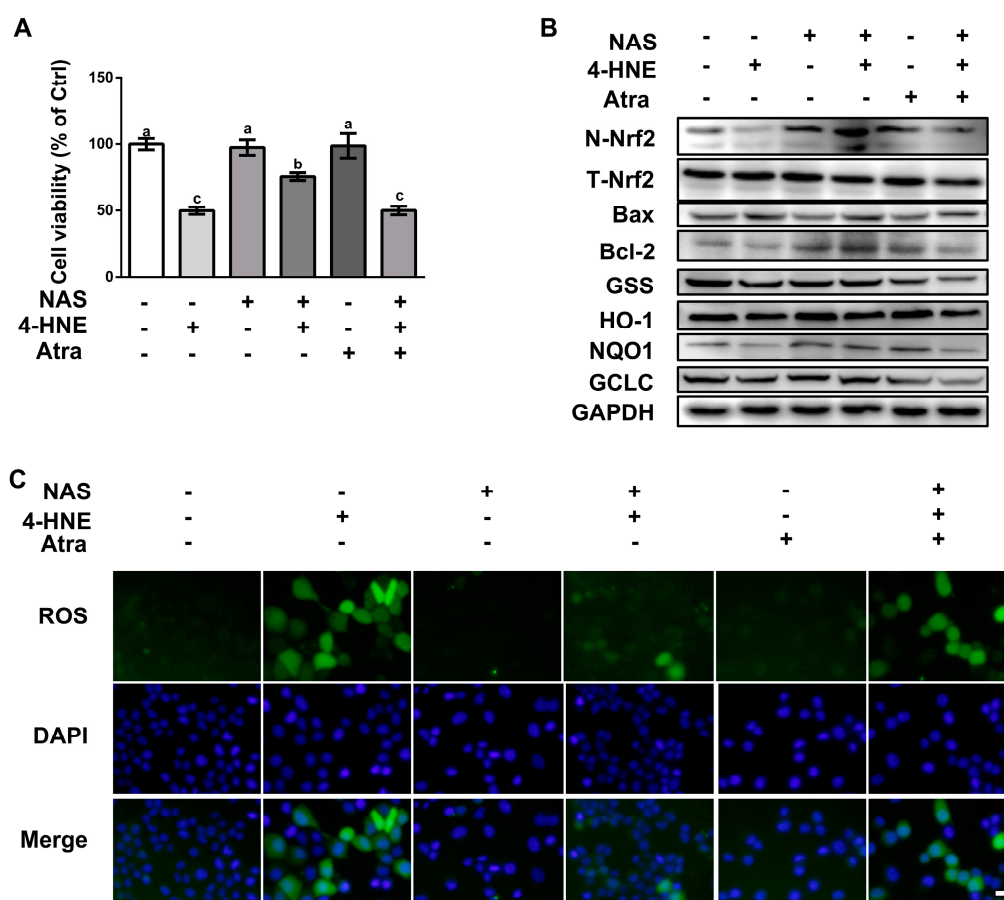 A
Cell viability (% of Ctrl)
150
100
50
0
a
c
a
b
a
c
NAS - - + + - +
4-HNE - + - + - +
Atra - - - - + +
B
NAS - - + + - +
4-HNE - + - + - +
Atra - - - - + +
N-Nrf2
T-Nrf2
Bax
Bcl-2
GSS
HO-1
NQO1
GCLC
GAPDH
C
NAS - - + + - +
4-HNE - + - + - +
Atra - - - - + +
ROS
DAPI
Merge